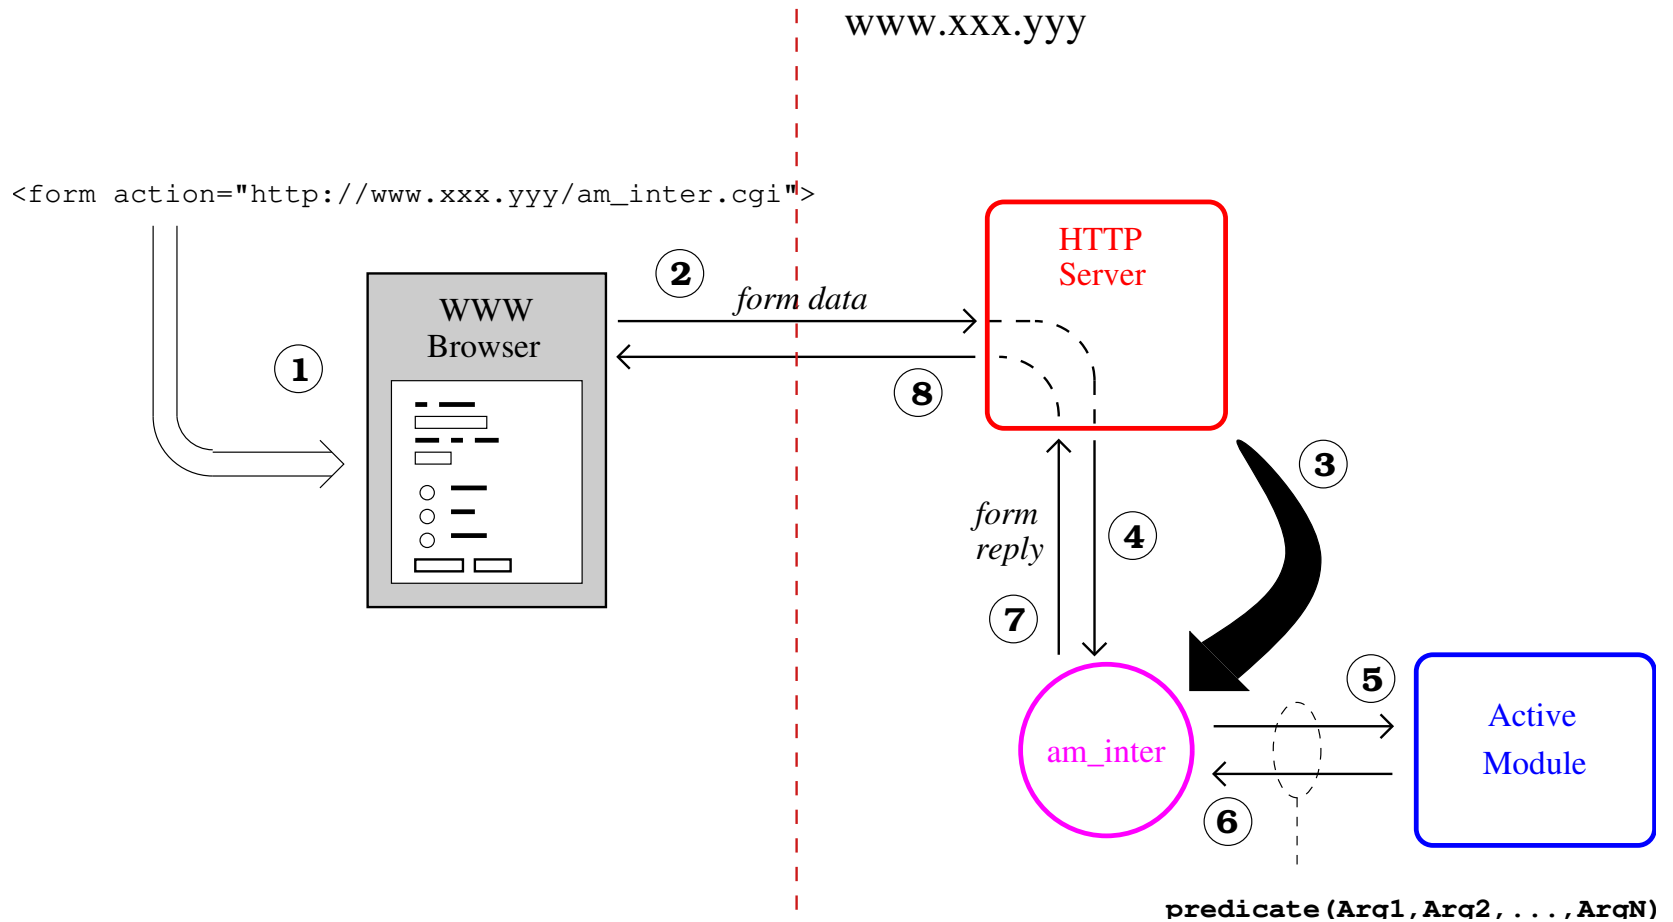 www.xxx.yyy
<form action="http://www.xxx.yyy/am_inter.cgi">
HTTP
Server
2
form data
WWW
Browser
1
8
3
form
reply
4
7
5
Active
Module
am_inter
6
predicate(Arg1,Arg2,...,ArgN)